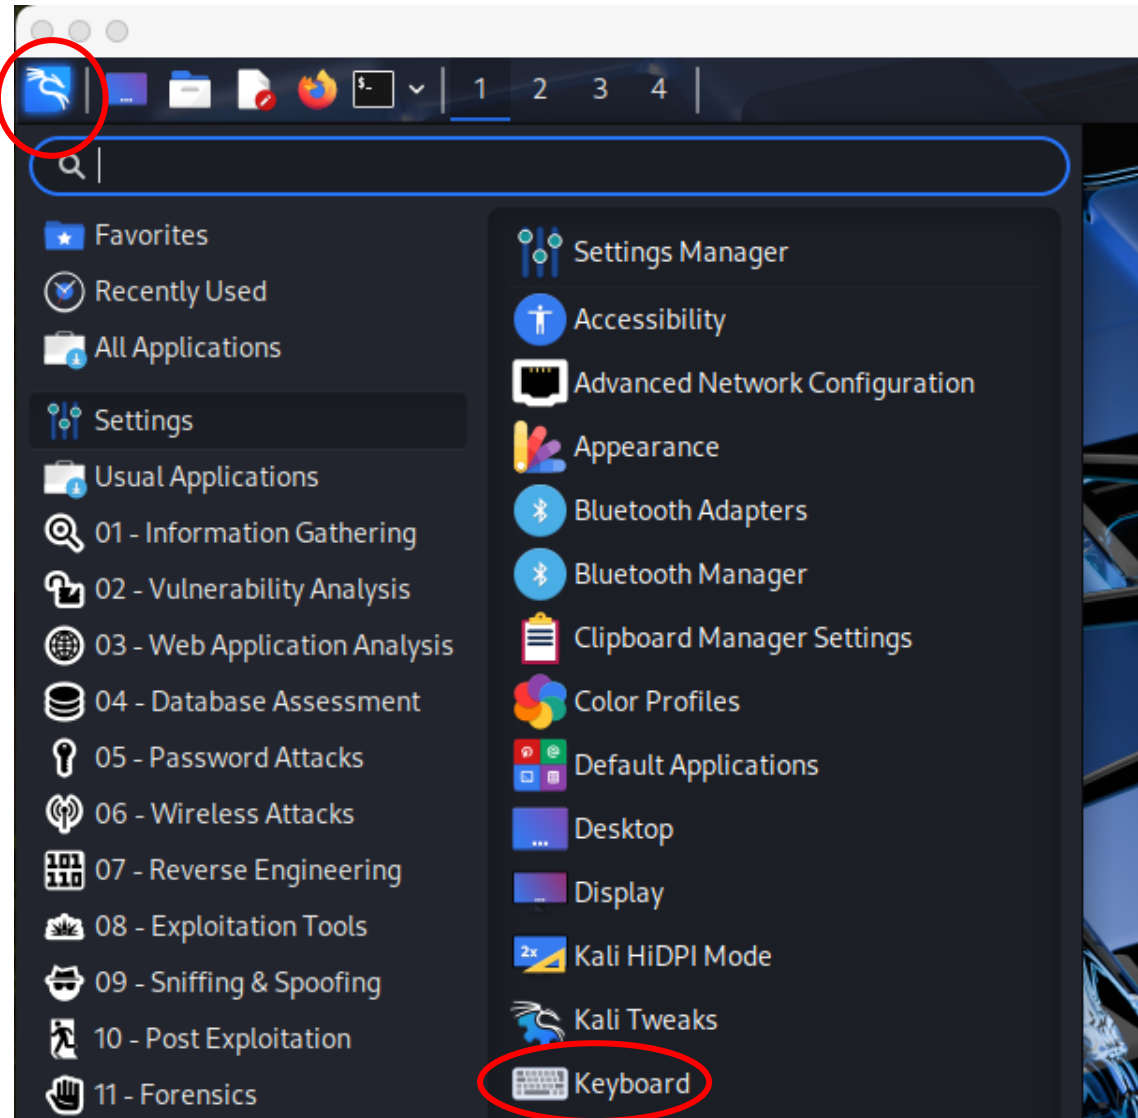 1 2 3 4
Favorites
Recently Used
All Applications
Settings
Usual Applications
01 - Information Gathering
02 - Vulnerability Analysis
03 - Web Application Analysis
04 - Database Assessment
05 - Password Attacks
06 - Wireless Attacks
07 - Reverse Engineering
08 - Exploitation Tools
09 - Sniffing & Spoofing
10 - Post Exploitation
11 - Forensics
Settings Manager
Accessibility
Advanced Network Configuration
Appearance
Bluetooth Adapters
Bluetooth Manager
Clipboard Manager Settings
Color Profiles
Default Applications
Desktop
Display
2x
Kali HiDPI Mode
Kali Tweaks
Keyboard